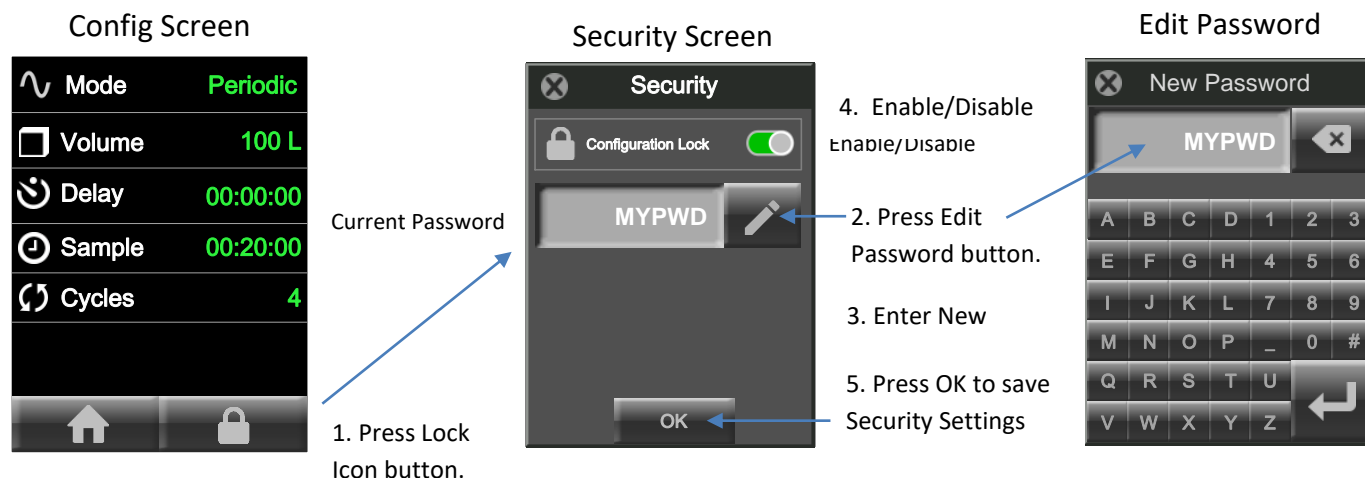 Config Screen
Mode Periodic
Volume 100 L
Delay 00:00:00
Sample 00:20:00
Cycles 4
Current Password
1. Press Lock
Icon button.
Security Screen
Security
Configuration Lock
MYPWD
OK
4. Enable/Disable
Enable/Disable
2. Press Edit
Password button.
3. Enter New
5. Press OK to save
Security Settings
Edit Password
New Password
MYPWD
A B C D 1 2 3
E F G H 4 5 6
I J K L 7 8 9
M N O P _ 0 #
Q R S T U
V W X Y Z